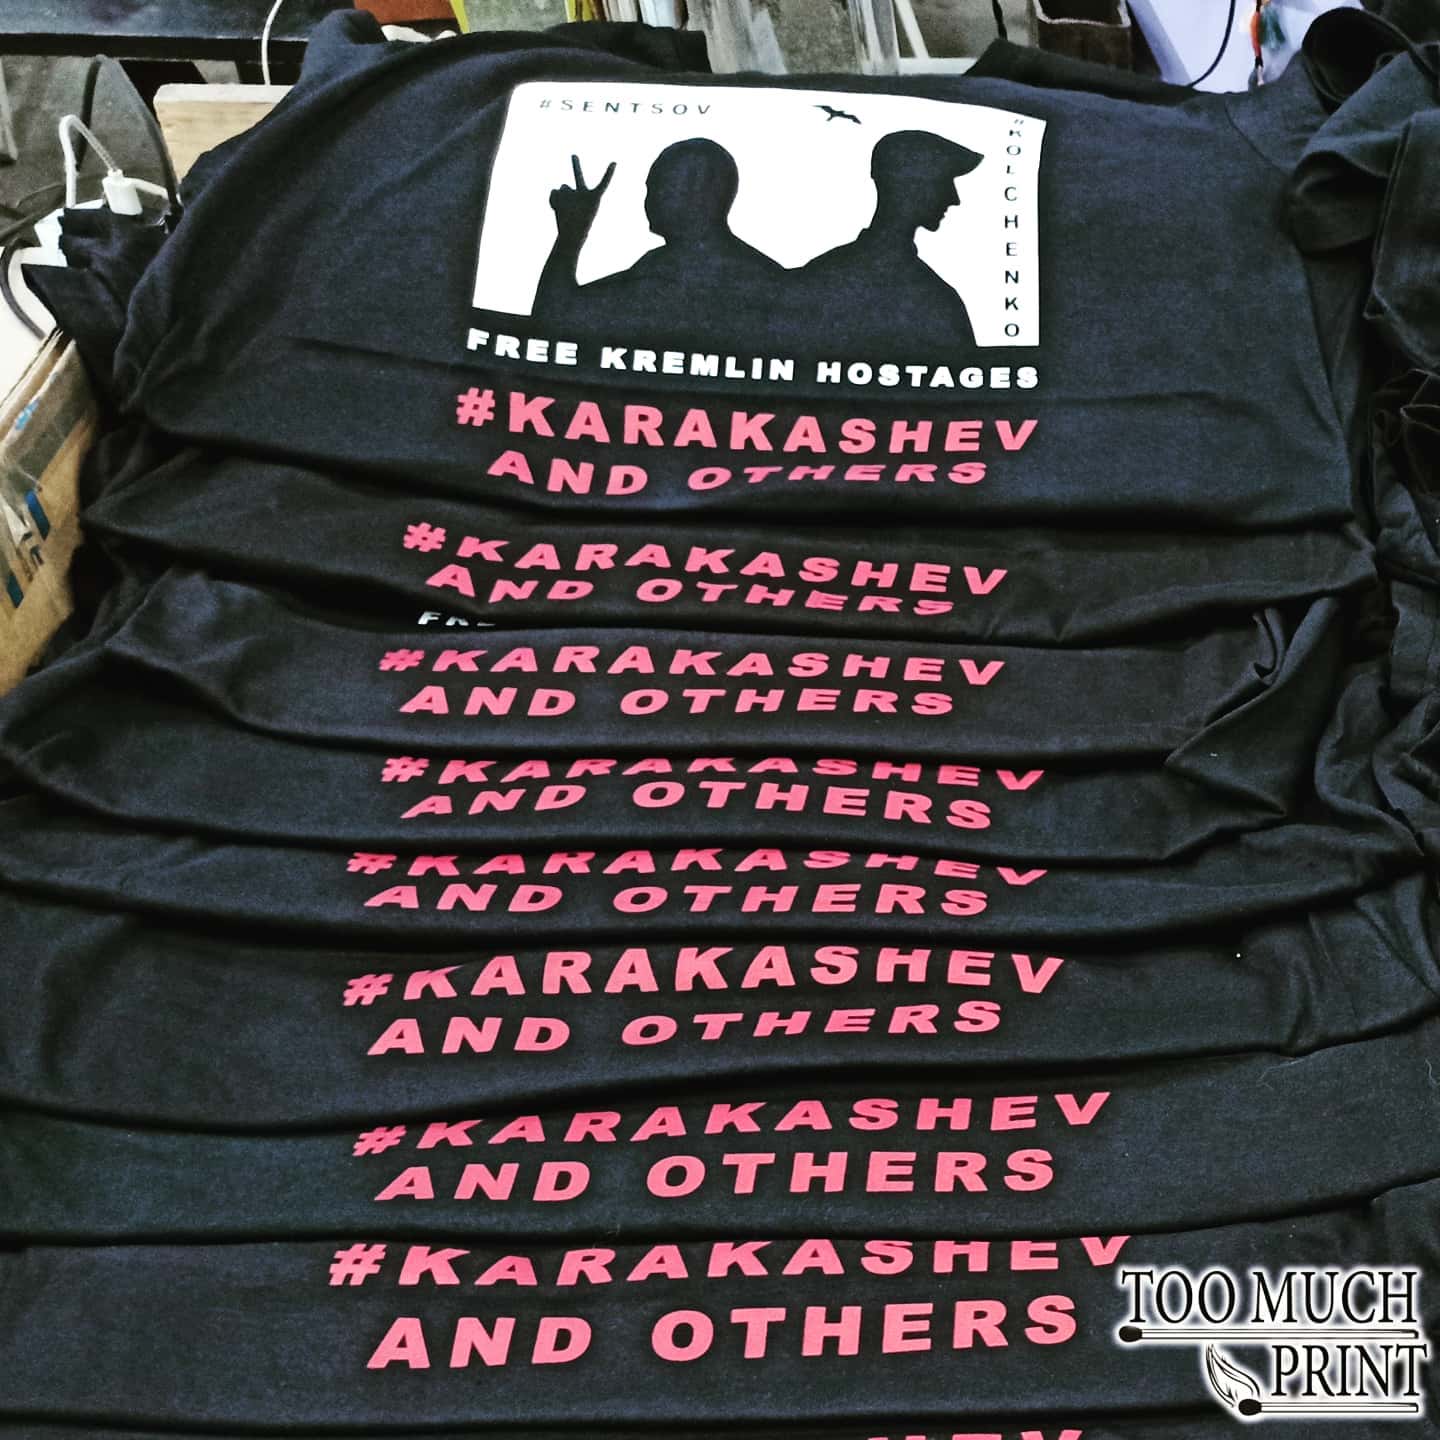 #SENTSOV
#KOLCHENKO
FREE KREMLIN HOSTAGES
#KARAKASHEV
AND OTHERS
#KARAKASHEV
AND OTHERS
FRE
#KARAKASHEV
AND OTHERS
#KARAKASHEV
AND OTHERS
#KARAKASHEV
AND OTHERS
#KARAKASHEV
AND OTHERS
#KARAKASHEV
AND OTHERS
#KARAKASHEV
AND OTHERS
TOO MUCH
PRINT